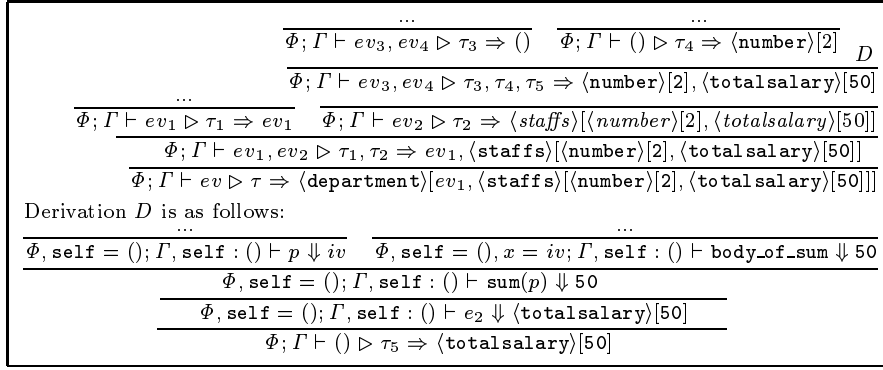 ... ...
Φ; Γ ⊢ ev₃, ev₄ ▷ τ₃ ⇒ () Φ; Γ ⊢ () ▷ τ₄ ⇒ ⟨number⟩[2] D
Φ; Γ ⊢ ev₃, ev₄ ▷ τ₃, τ₄, τ₅ ⇒ ⟨number⟩[2], ⟨totalsalary⟩[50]
...
Φ; Γ ⊢ ev₁ ▷ τ₁ ⇒ ev₁ Φ; Γ ⊢ ev₂ ▷ τ₂ ⇒ ⟨staffs⟩[⟨number⟩[2], ⟨totalsalary⟩[50]]
Φ; Γ ⊢ ev₁, ev₂ ▷ τ₁, τ₂ ⇒ ev₁, ⟨staffs⟩[⟨number⟩[2], ⟨totalsalary⟩[50]]
Φ; Γ ⊢ ev ▷ τ ⇒ ⟨department⟩[ev₁, ⟨staffs⟩[⟨number⟩[2], ⟨totalsalary⟩[50]]]
Derivation D is as follows:
... ...
Φ, self = (); Γ, self : () ⊢ p ⇓ iv Φ, self = (), x = iv; Γ, self : () ⊢ body_of_sum ⇓ 50
Φ, self = (); Γ, self : () ⊢ sum(p) ⇓ 50
Φ, self = (); Γ, self : () ⊢ e₂ ⇓ ⟨totalsalary⟩[50]
Φ; Γ ⊢ () ▷ τ₅ ⇒ ⟨totalsalary⟩[50]